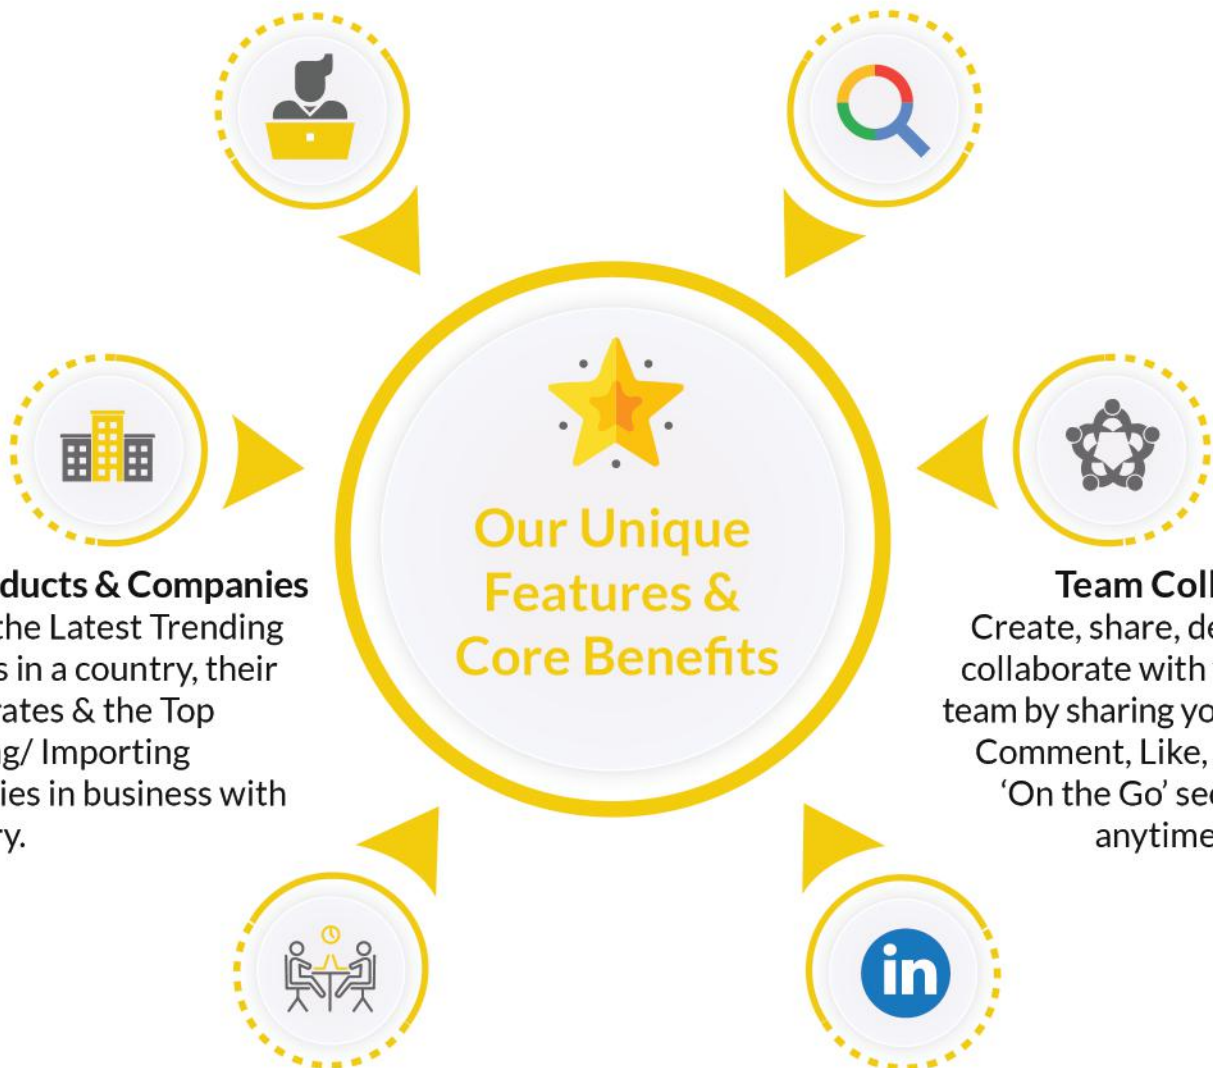 Our Unique
Features &
Core Benefits
ducts & Companies
the Latest Trending
s in a country, their
rates & the Top
g/ Importing
ies in business with
ry.
Team Coll
Create, share, de
collaborate with
team by sharing yo
Comment, Like,
‘On the Go’ sec
anytime
in